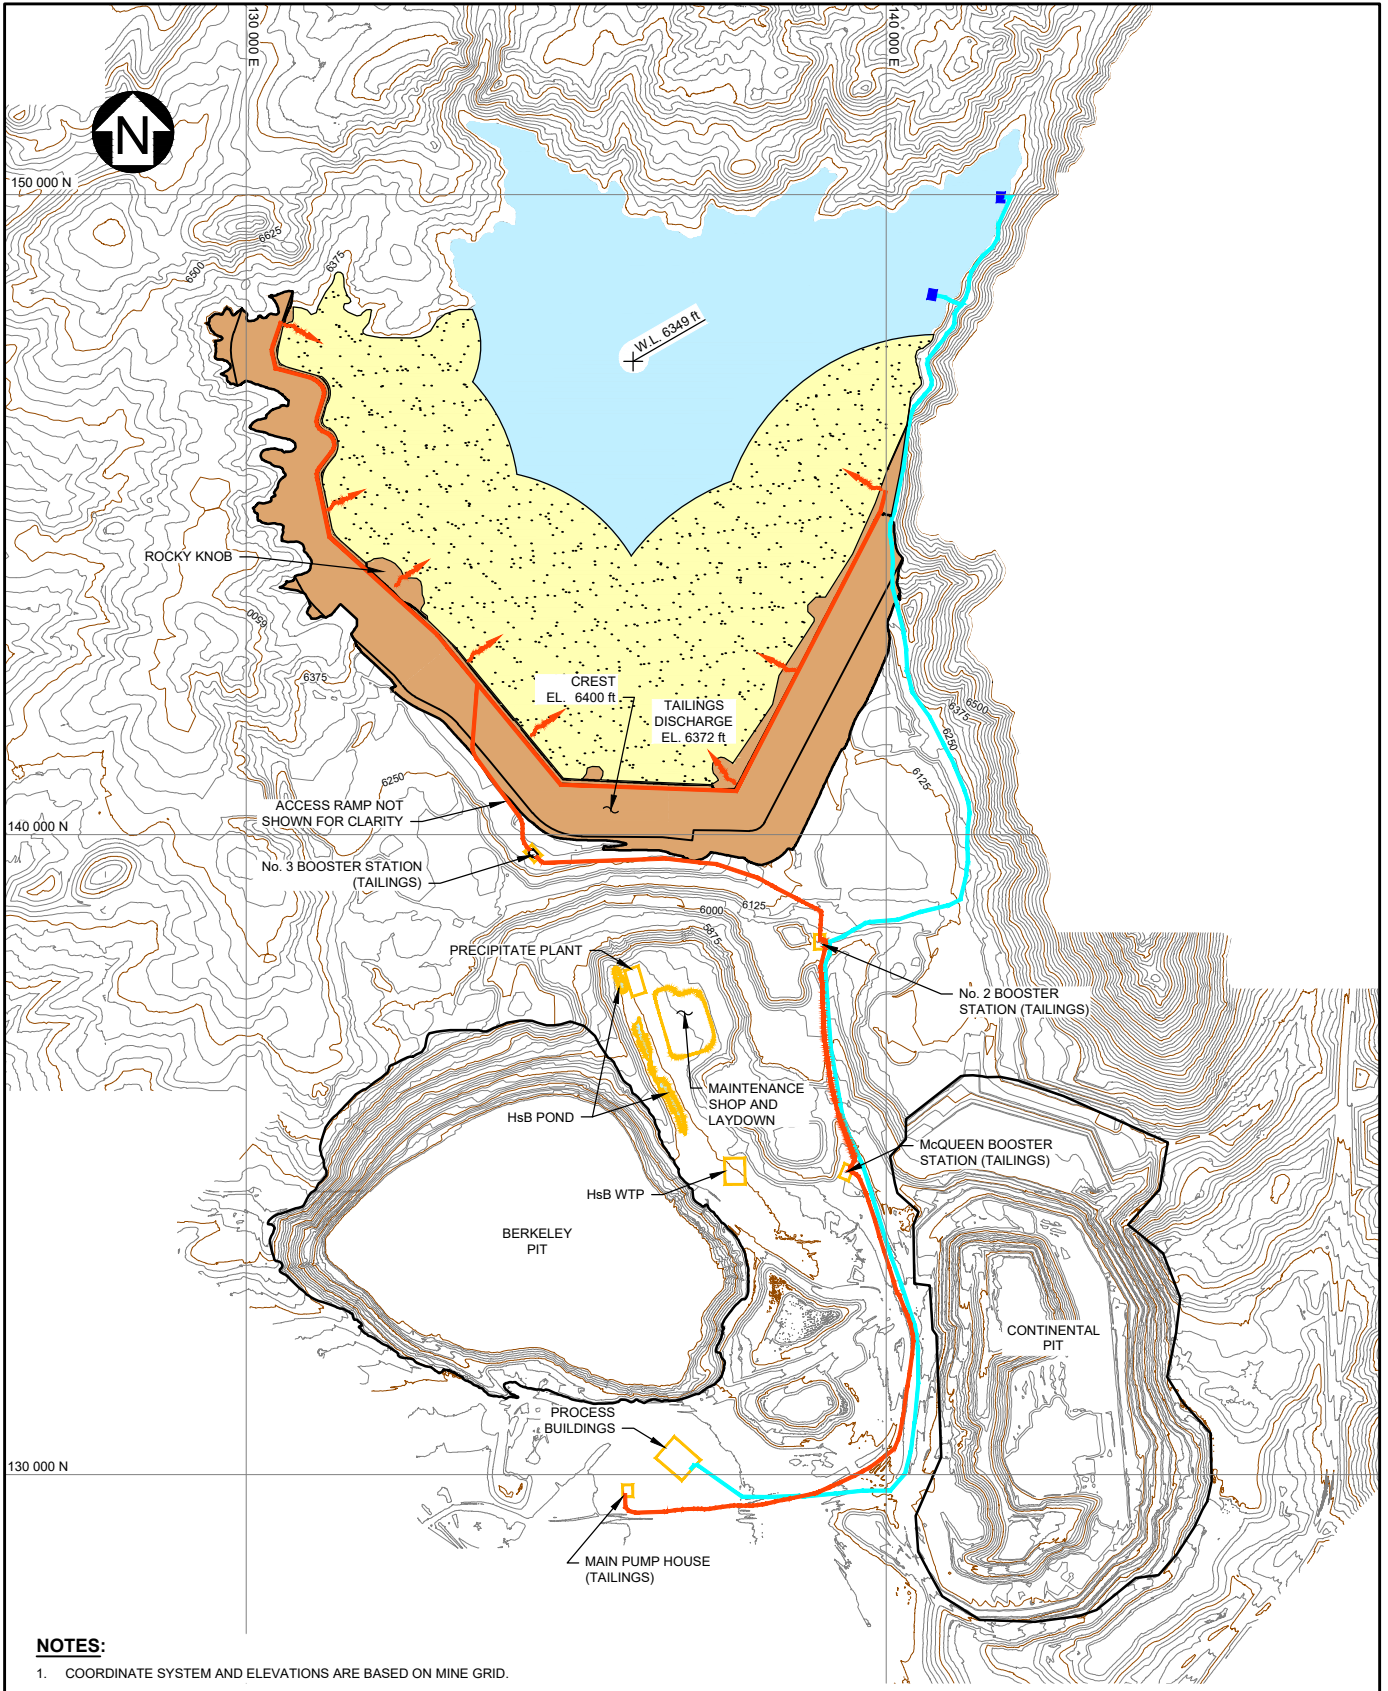 130 000 E
140 000 E
N
150 000 N
6625
6500
6375
W.L. 6349 ft
ROCKY KNOB
6500
6375
CREST
EL. 6400 ft
TAILINGS
DISCHARGE
EL. 6372 ft
6500
6375
6250
6125
6250
ACCESS RAMP NOT
SHOWN FOR CLARITY
140 000 N
No. 3 BOOSTER STATION
(TAILINGS)
6125
6000
5875
PRECIPITATE PLANT
No. 2 BOOSTER
STATION (TAILINGS)
MAINTENANCE
SHOP AND
LAYDOWN
HsB POND
McQUEEN BOOSTER
STATION (TAILINGS)
HsB WTP
BERKELEY
PIT
CONTINENTAL
PIT
PROCESS
BUILDINGS
130 000 N
MAIN PUMP HOUSE
(TAILINGS)
NOTES:
1. COORDINATE SYSTEM AND ELEVATIONS ARE BASED ON MINE GRID.